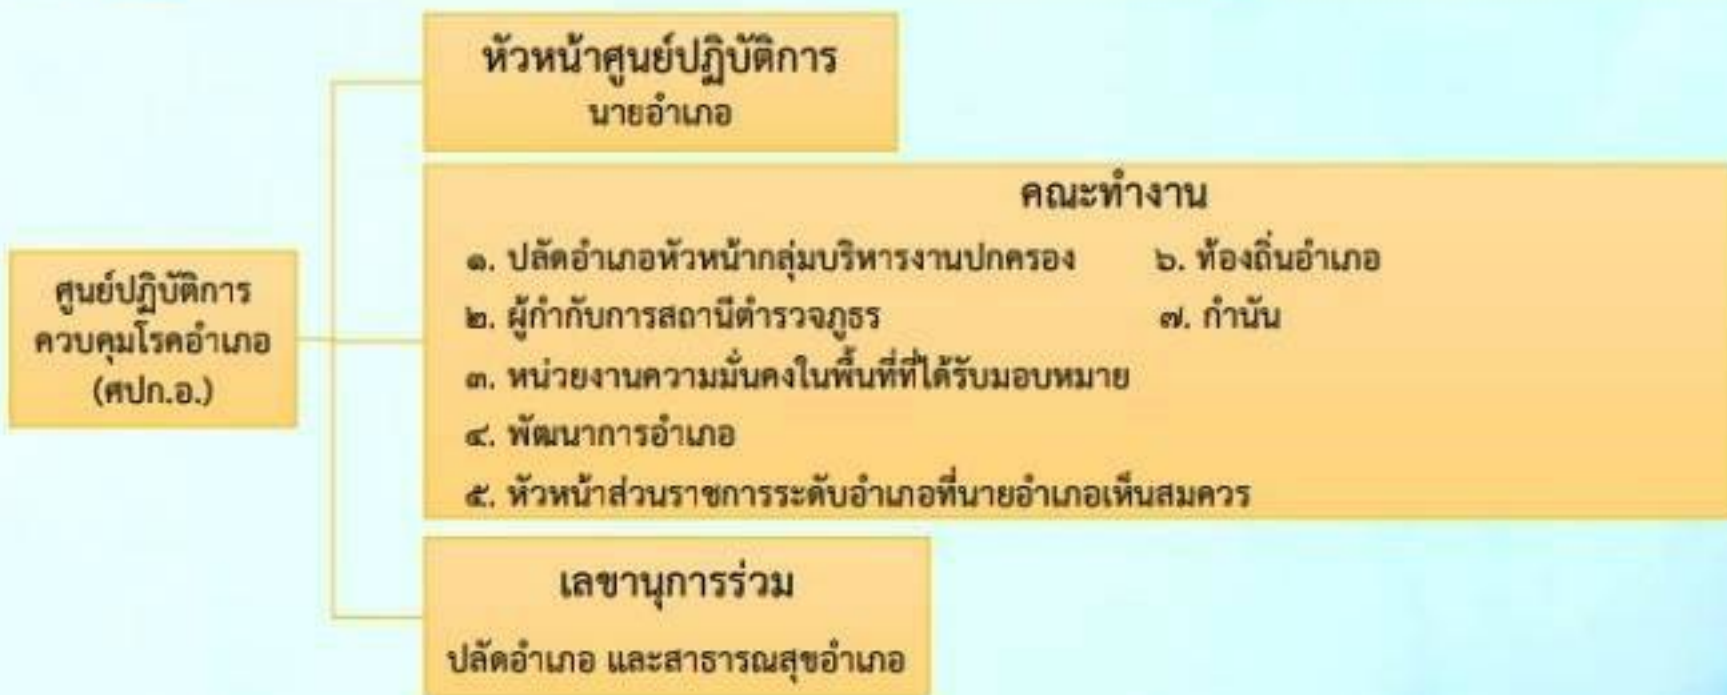 หัวหน้าศูนย์ปฏิบัติการ
นายอำเภอ
ศูนย์ปฏิบัติการ
ควบคุมโรคอำเภอ
(ศปก.อ.)
คณะทำงาน
๑. ปลัดอำเภอหัวหน้ากลุ่มบริหารงานปกครอง ๖. ท้องถิ่นอำเภอ
๒. ผู้กำกับการสถานีตำรวจภูธร ๗. กำนัน
๓. หน่วยงานความมั่นคงในพื้นที่ที่ได้รับมอบหมาย
๔. พัฒนาการอำเภอ
๕. หัวหน้าส่วนราชการระดับอำเภอที่นายอำเภอเห็นสมควร
เลขานุการร่วม
ปลัดอำเภอ และสาธารณสุขอำเภอ